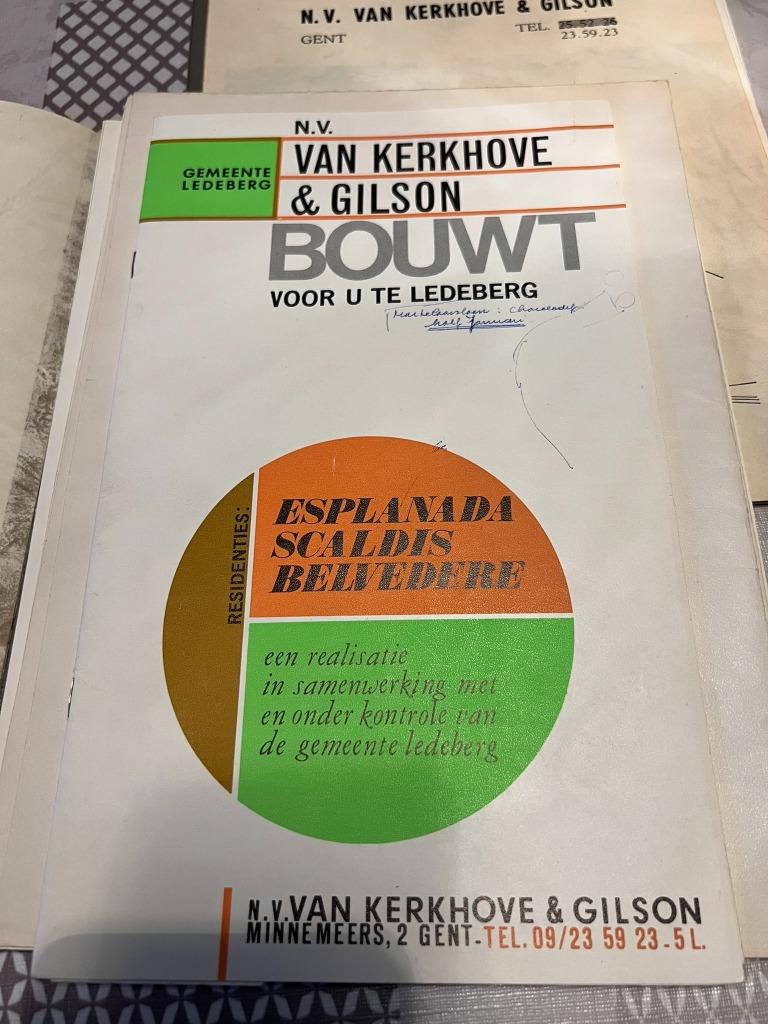 N.V. VAN KERKHOVE & GILSON
GENT
TEL. 25.52.26
23.59.23
N.V.
GEMEENTE
LEDEBERG
VAN KERKHOVE
& GILSON
BOUWT
VOOR U TE LEDEBERG
RESIDENTIES:
ESPLANADA
SCALDIS
BELVEDERE
een realisatie
in samenwerking met
en onder kontrole van
de gemeente ledeberg
N.V. VAN KERKHOVE & GILSON
MINNEMEERS, 2 GENT-TEL. 09/23 59 23-5 L.